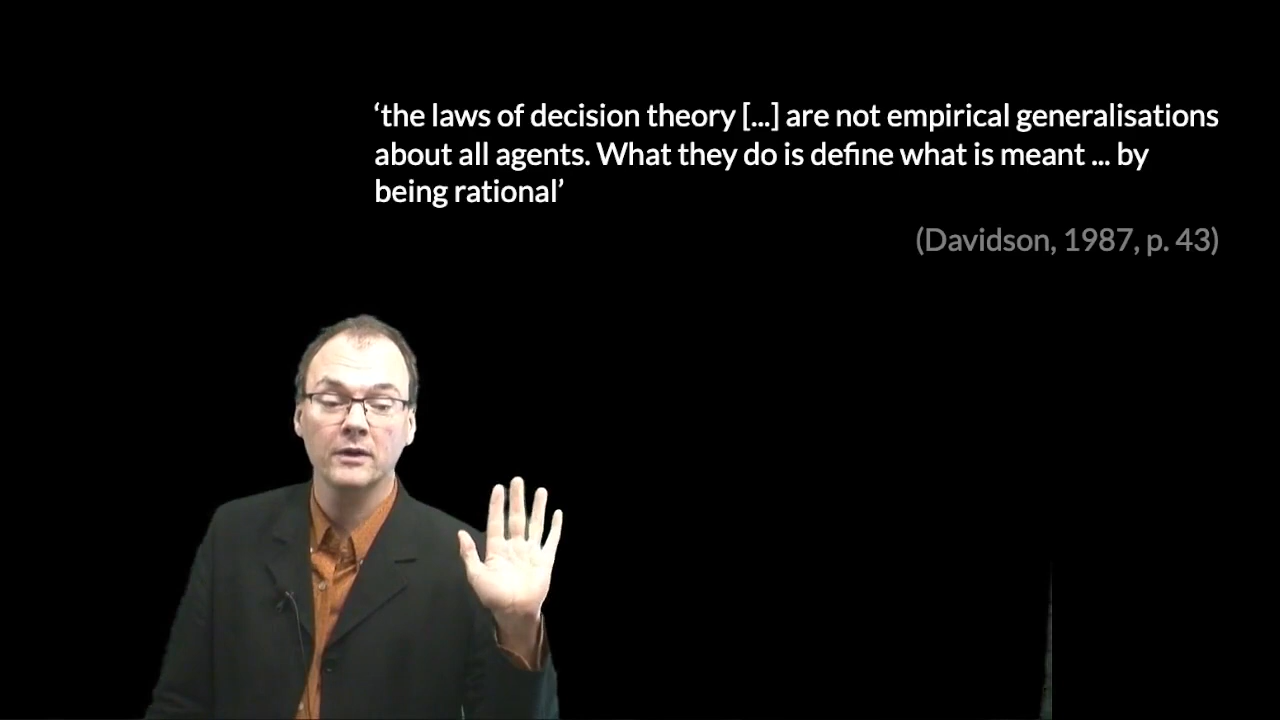 ‘the laws of decision theory [...] are not empirical generalisations
about all agents. What they do is define what is meant ... by
being rational’
(Davidson, 1987, p. 43)